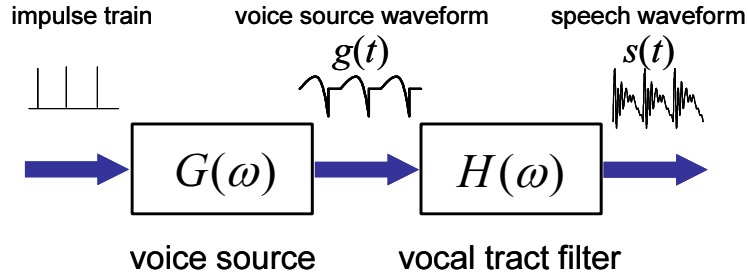 impulse train
voice source waveform
speech waveform
g(t)
s(t)
G(ω)
H(ω)
voice source
vocal tract filter